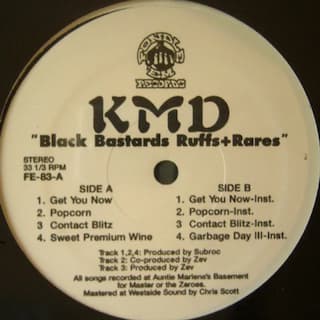 FONDLE
'EM
RECORDS
KMD
"Black Bastards Ruffs+Rares"
STEREO
33 1/3 RPM
FE-83-A
SIDE A
1. Get You Now
2. Popcorn
3. Contact Blitz
4. Sweet Premium Wine
SIDE B
1. Get You Now-Inst.
2. Popcorn-Inst.
3 Contact Blitz-Inst.
4. Garbage Day III-Inst.
Track 1,2,4: Produced by Subroc
Track 2: Co-produced by Zev
Track 3: Produced by Zev
All songs recorded at Auntie Marlene's Basement
for Master or the Zeroes.
Mastered at Westside Sound by Chris Scott